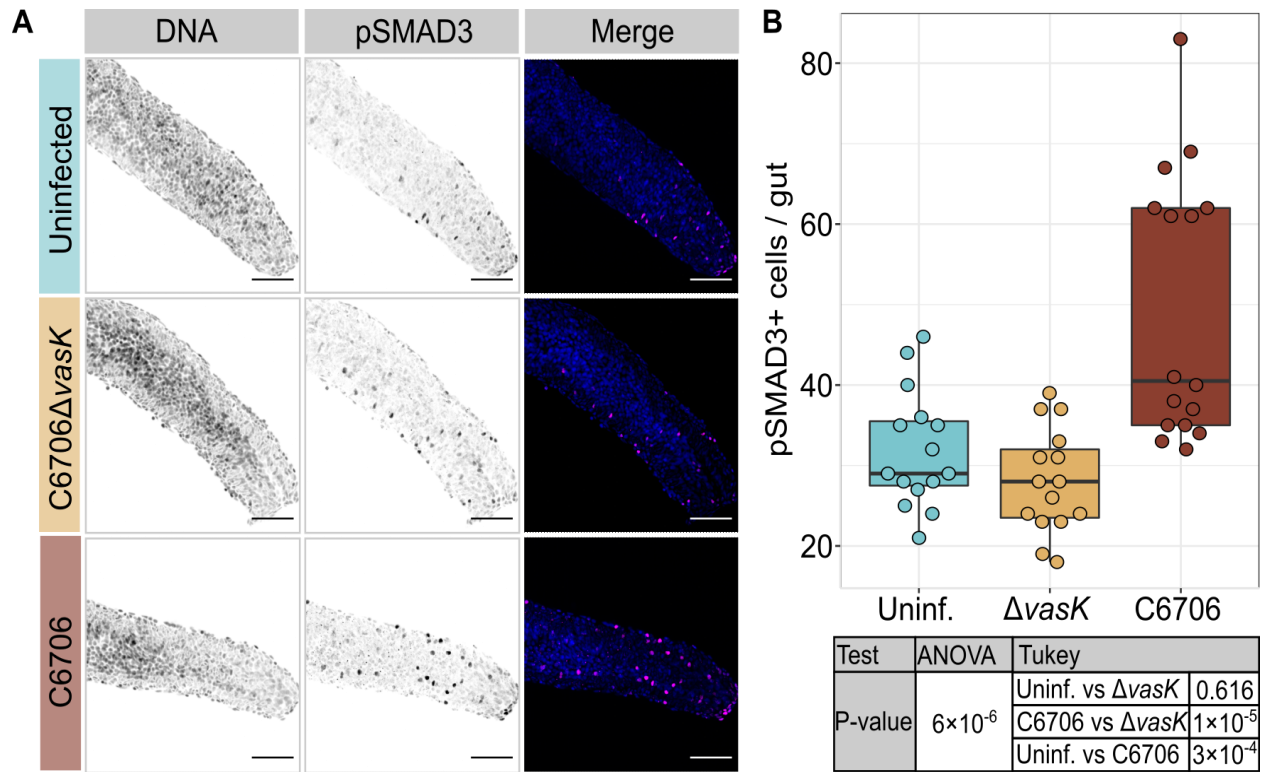 A
DNA
pSMAD3
Merge
Uninfected
C6706ΔvasK
C6706
B
pSMAD3+ cells / gut
80
60
40
20
Uninf.
ΔvasK
C6706
Test
ANOVA
Tukey
P-value
6×10⁻⁶
Uninf. vs ΔvasK
0.616
C6706 vs ΔvasK
1×10⁻⁵
Uninf. vs C6706
3×10⁻⁴